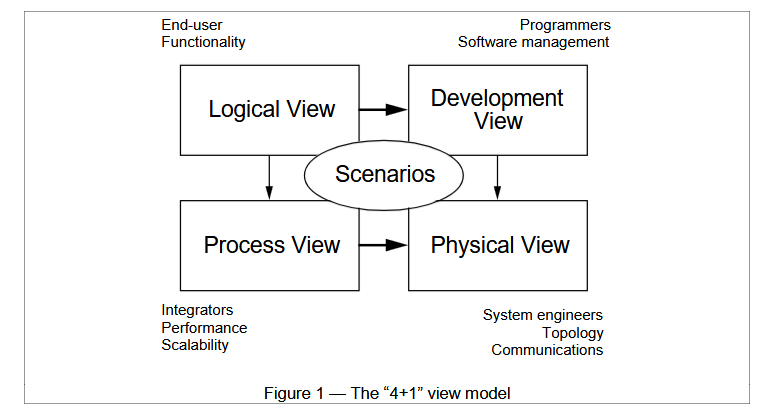 End-user
Functionality
Programmers
Software management
Logical View
Development
View
Scenarios
Process View
Physical View
Integrators
Performance
Scalability
System engineers
Topology
Communications
Figure 1 — The “4+1” view model